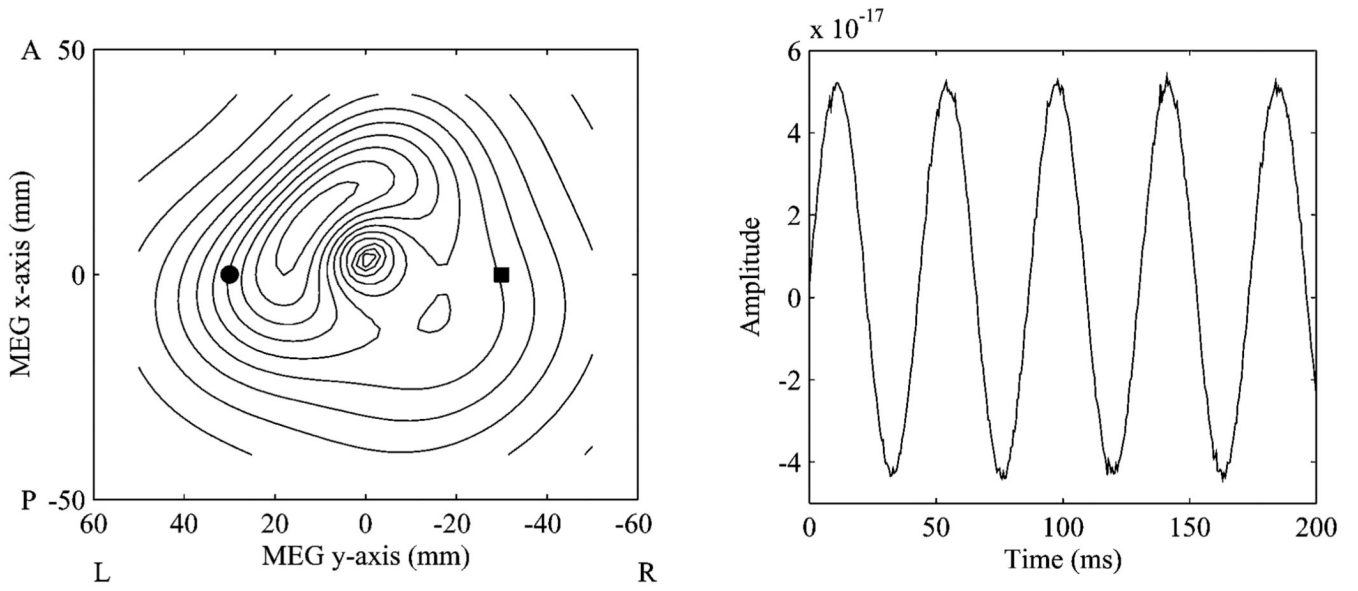 A 50
MEG x-axis (mm)
0
P -50
60 40 20 0 -20 -40 -60
MEG y-axis (mm)
L R
x 10-17
6
4
2
0
-2
-4
Amplitude
0 50 100 150 200
Time (ms)